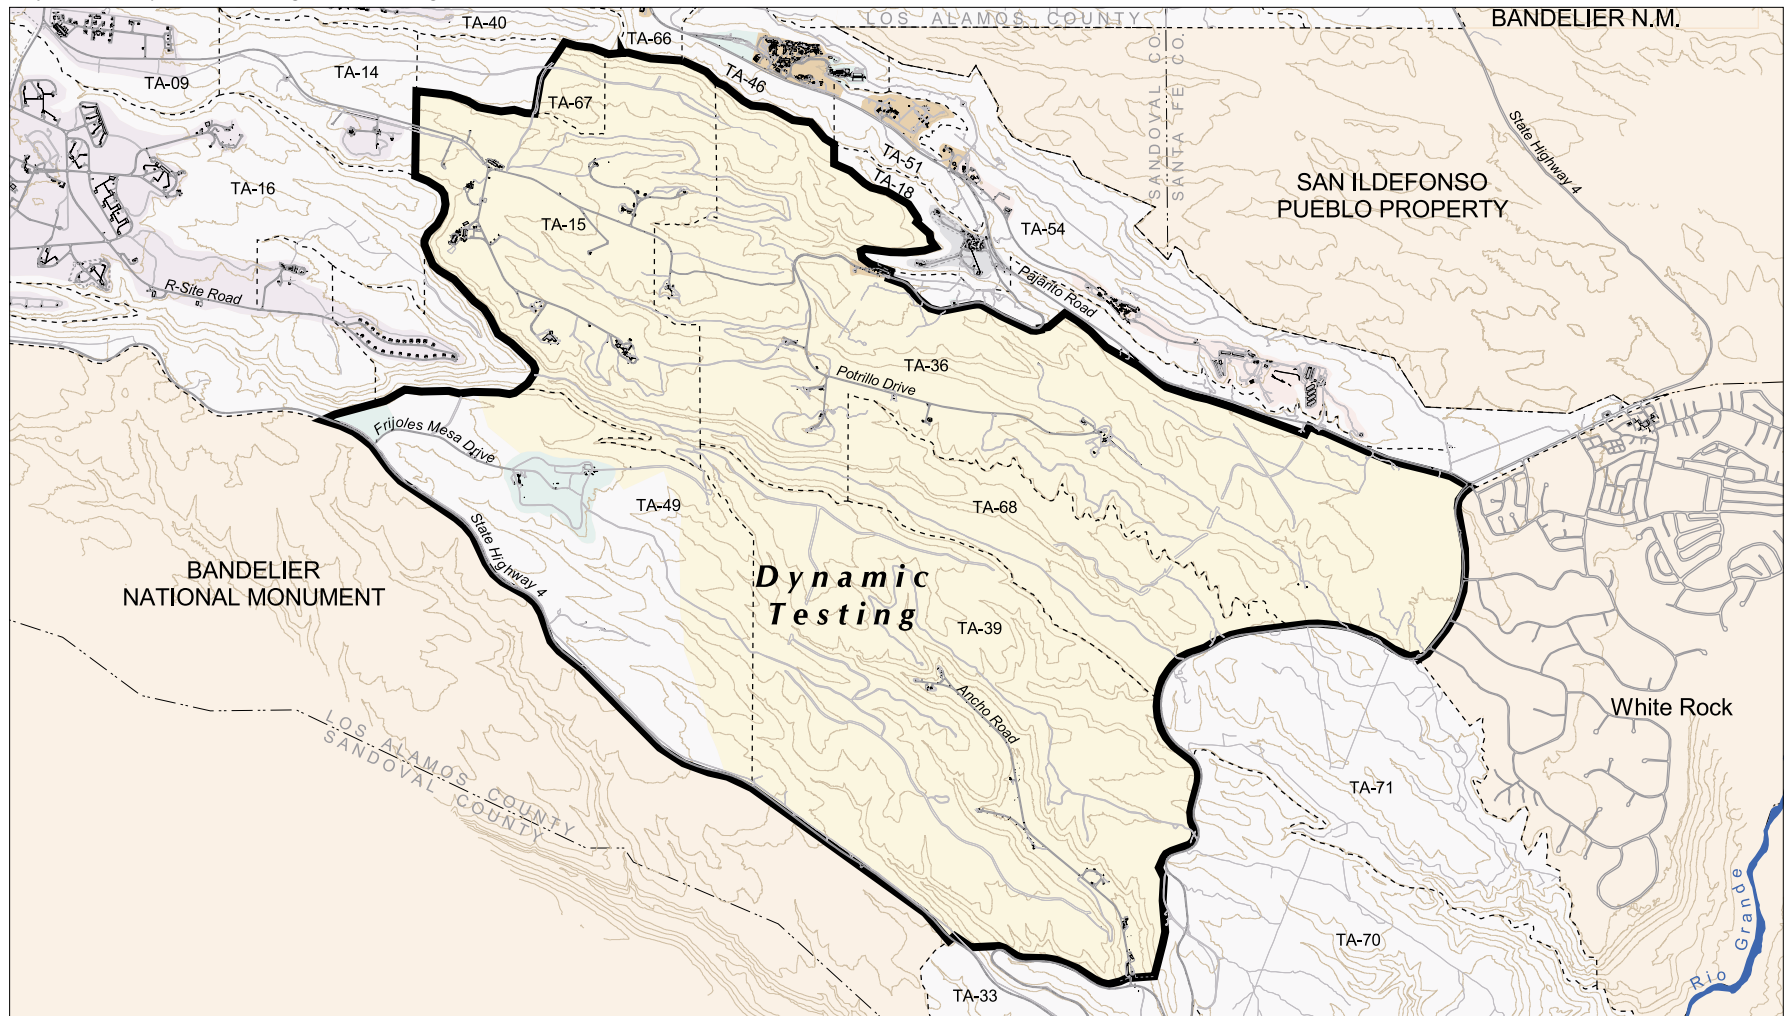 LOS ALAMOS COUNTY
BANDELIER N.M.
TA-40
TA-66
TA-46
TA-14
TA-09
TA-67
SANDOVAL CO.
SANTA FE CO.
State Highway 4
TA-51
TA-18
TA-16
SAN ILDEFONSO
PUEBLO PROPERTY
TA-15
TA-54
Pajarito Road
R-Site Road
TA-36
Potrillo Drive
Frijoles Mesa Drive
TA-49
TA-68
State Highway 4
BANDELIER
NATIONAL MONUMENT
Dynamic
Testing
TA-39
Ancho Road
White Rock
LOS ALAMOS COUNTY
SANDOVAL COUNTY
TA-71
TA-70
Rio Grande
TA-33